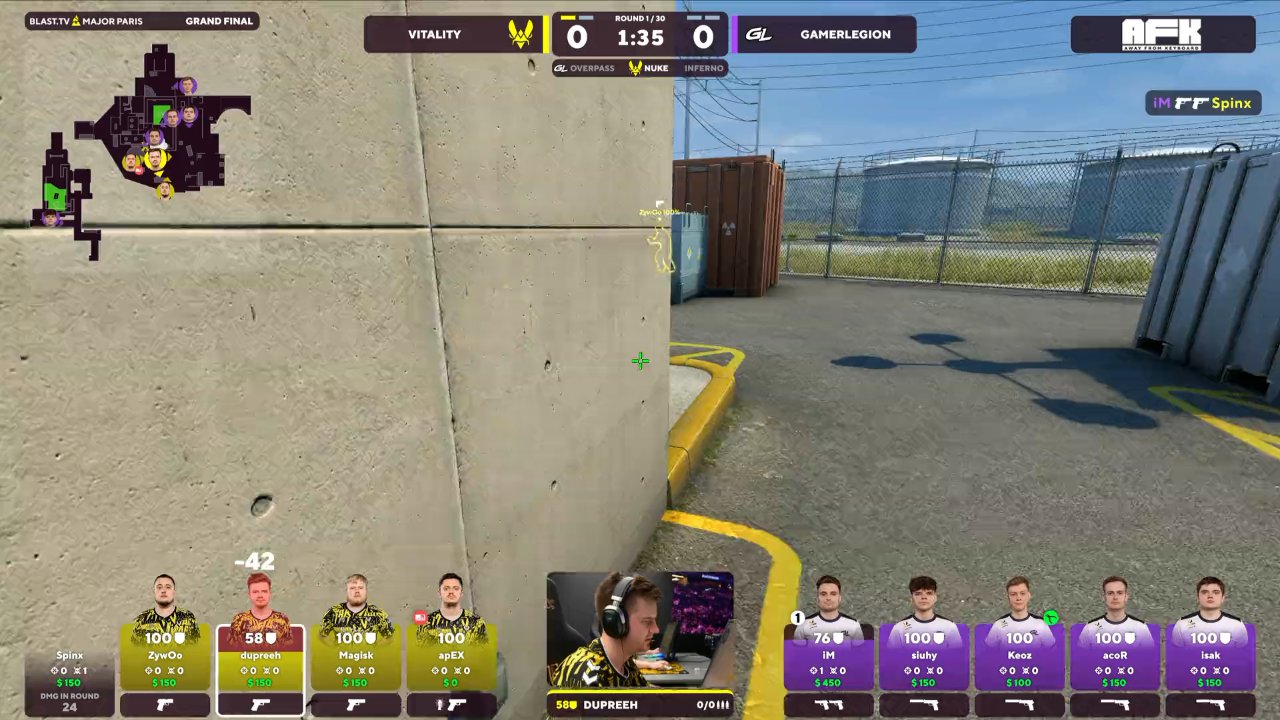 BLAST.TV MAJOR PARIS GRAND FINAL
VITALITY
0
ROUND 1 / 30
1:35
0
GL GAMERLEGION
AFK
AWAY FROM KEYBOARD
GL OVERPASS NUKE INFERNO
iM Spinx
ZywOo 100%
-42
Spinx
0 1
$150
DMG IN ROUND
24
100
ZywOo
0 0
$150
58
dupreeh
0 0
$150
100
Magisk
0 0
$150
100
apEX
0 0
$0
58 DUPREEH 0/0
1
76
iM
1 0
$450
100
siuhy
0 0
$150
100
Keoz
0 0
$100
100
acoR
0 0
$150
100
isak
0 0
$150